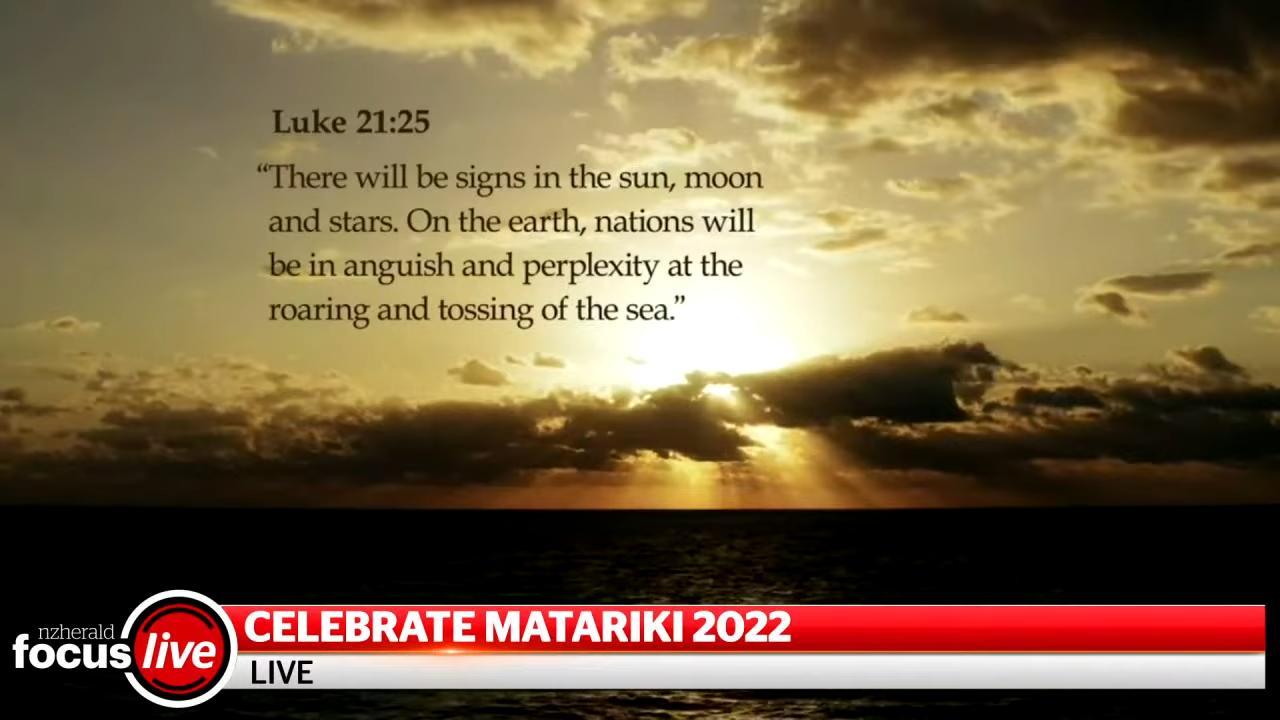 Luke 21:25
“There will be signs in the sun, moon
and stars. On the earth, nations will
be in anguish and perplexity at the
roaring and tossing of the sea.”
nzherald
focus live
CELEBRATE MATARIKI 2022
LIVE